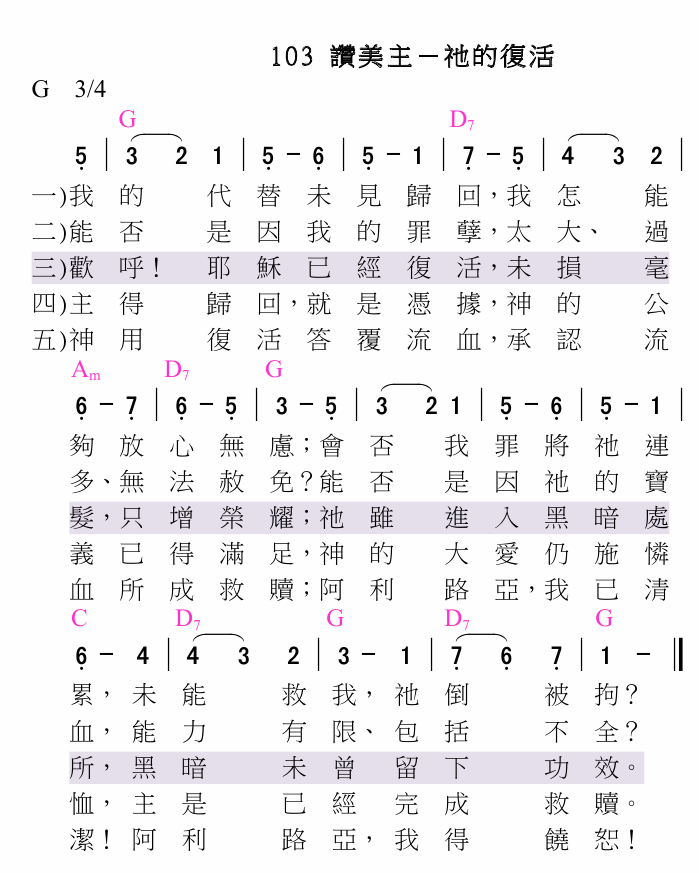 103 讚美主－祂的復活
G 3/4
G D7
5 | 3 2 1 | 5 - 6 | 5 - 1 | 7 - 5 | 4 3 2 |
一)我的代替未見歸回，我怎能
二)能否是因我的罪孽，太大、過
三)歡呼！耶穌已經復活，未損毫
四)主得歸回，就是憑據，神的公
五)神用復活答覆流血，承認流
Am D7 G
6 - 7 | 6 - 5 | 3 - 5 | 3 2 1 | 5 - 6 | 5 - 1 |
夠放心無慮；會否我罪將祂連
多、無法赦免？能否是因祂的寶
髮，只增榮耀；祂雖進入黑暗處
義已得滿足，神的大愛仍施憐
血所成救贖；阿利路亞，我已清
C D7 G D7 G
6 - 4 | 4 3 2 | 3 - 1 | 7 6 7 | 1 - ‖
累，未能救我，祂倒被拘？
血，能力有限、包括不全？
所，黑暗未曾留下功效。
恤，主是已經完成救贖。
潔！阿利路亞，我得饒恕！